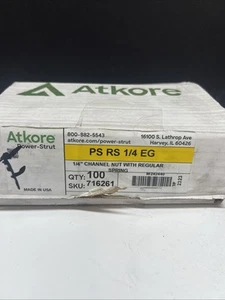 Atkore
Atkore
Power-Strut
800-882-5543
atkore.com/power-strut
16100 S. Lathrop Ave
Harvey, IL 60426
PS RS 1/4 EG
1/4" CHANNEL NUT WITH REGULAR
SPRING
QTY: 100
SKU: 716261
MADE IN USA